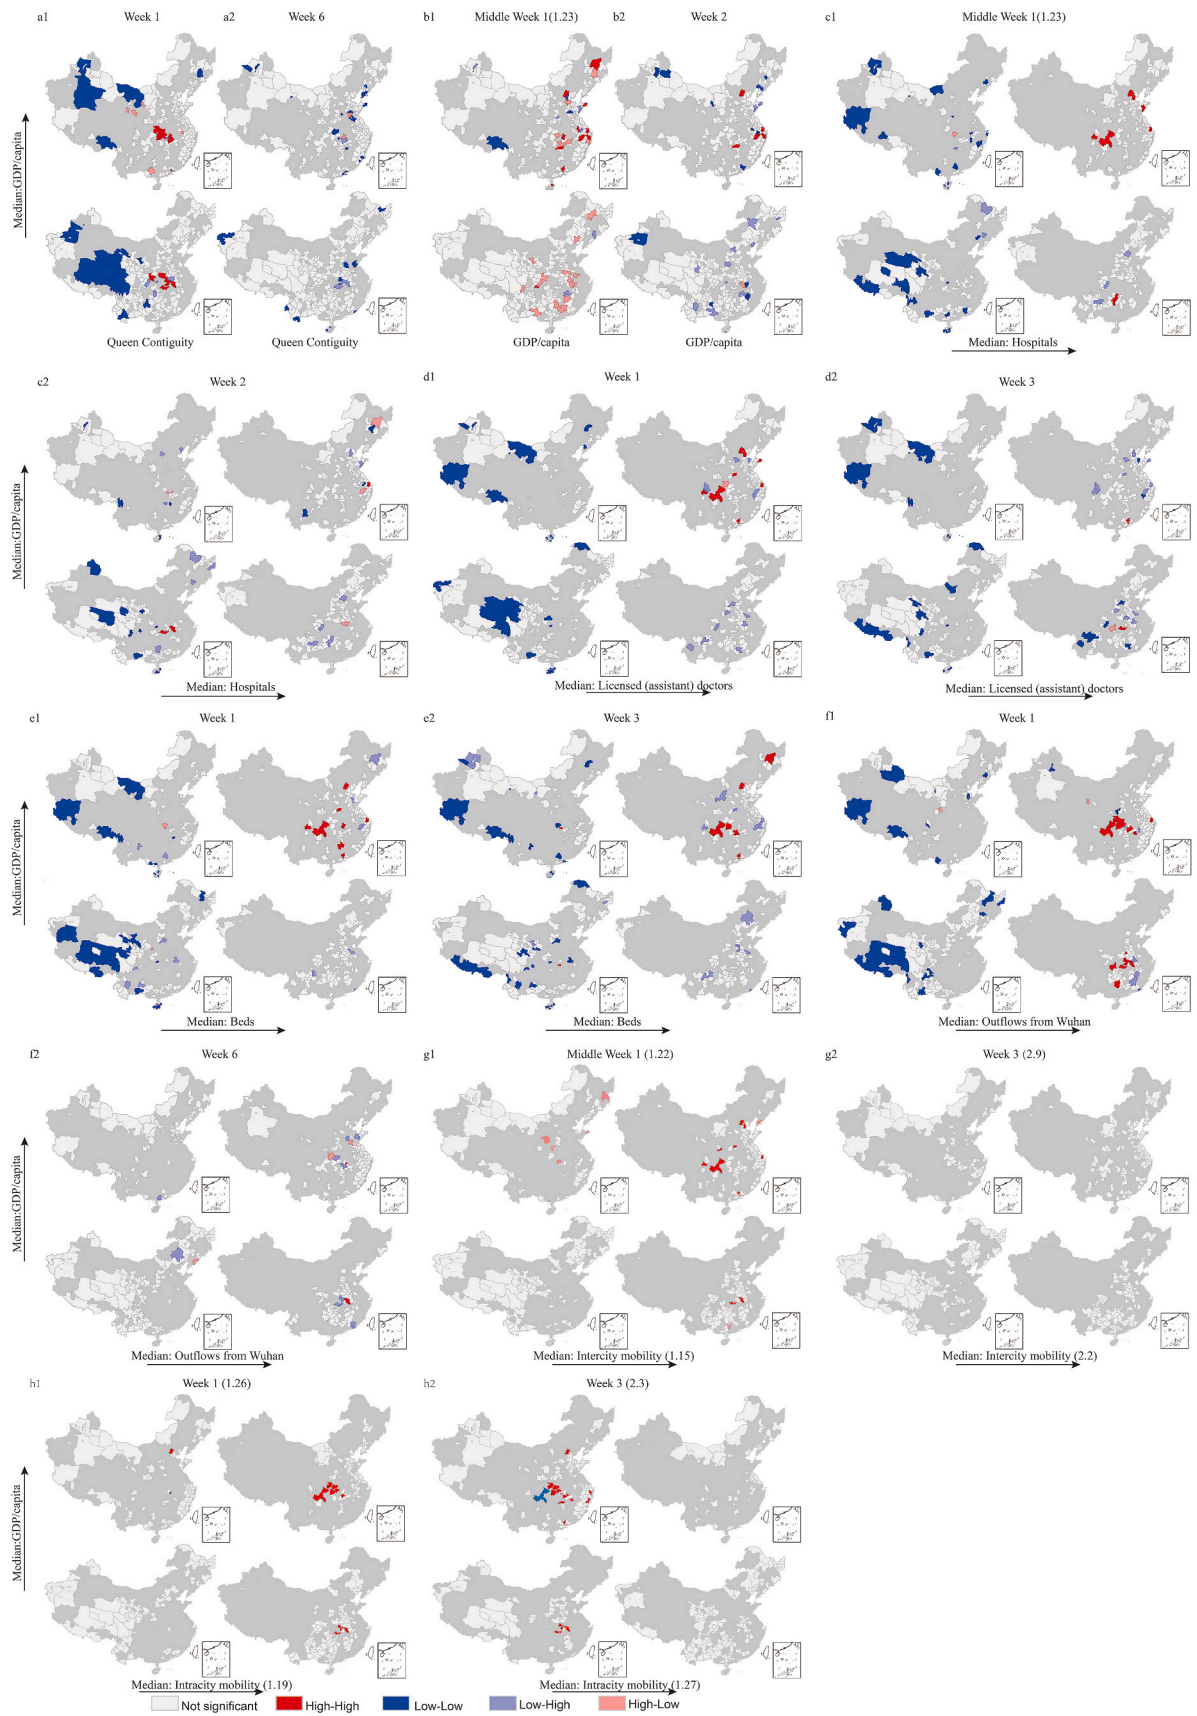 a1 Week 1 a2 Week 6 b1 Middle Week 1(1.23) b2 Week 2 c1 Middle Week 1(1.23)
Median:GDP/capita
Queen Contiguity Queen Contiguity GDP/capita GDP/capita Median: Hospitals
c2 Week 2 d1 Week 1 d2 Week 3
Median:GDP/capita
Median: Hospitals Median: Licensed (assistant) doctors Median: Licensed (assistant) doctors
e1 Week 1 e2 Week 3 f1 Week 1
Median:GDP/capita
Median: Beds Median: Beds Median: Outflows from Wuhan
f2 Week 6 g1 Middle Week 1 (1.22) g2 Week 3 (2.9)
Median:GDP/capita
Median: Outflows from Wuhan Median: Intercity mobility (1.15) Median: Intercity mobility (2.2)
h1 Week 1 (1.26) h2 Week 3 (2.3)
Median:GDP/capita
Median: Intracity mobility (1.19) Median: Intracity mobility (1.27)
Not significant High-High Low-Low Low-High High-Low